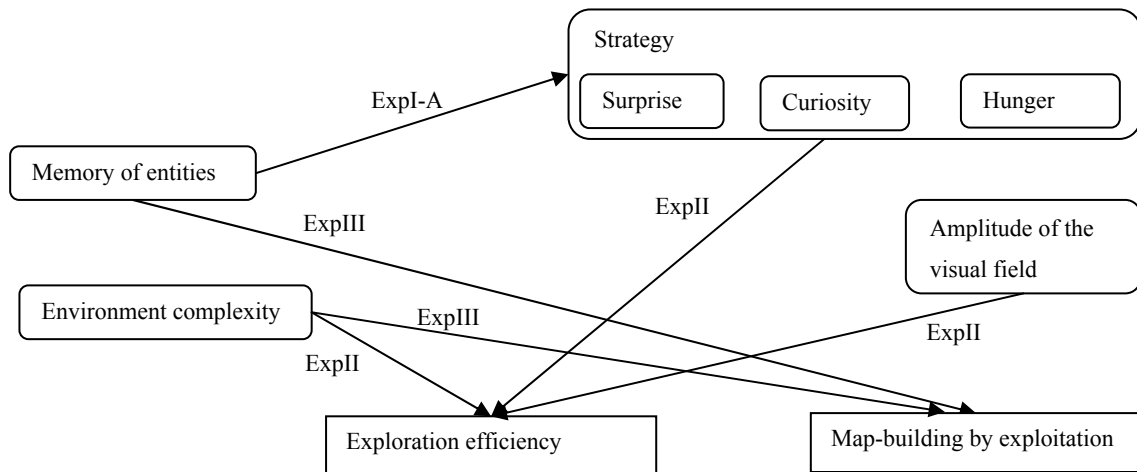 Strategy
Surprise
Curiosity
Hunger
ExpI-A
Memory of entities
ExpII
ExpIII
Amplitude of the
visual field
Environment complexity
ExpIII
ExpII
ExpII
Exploration efficiency
Map-building by exploitation